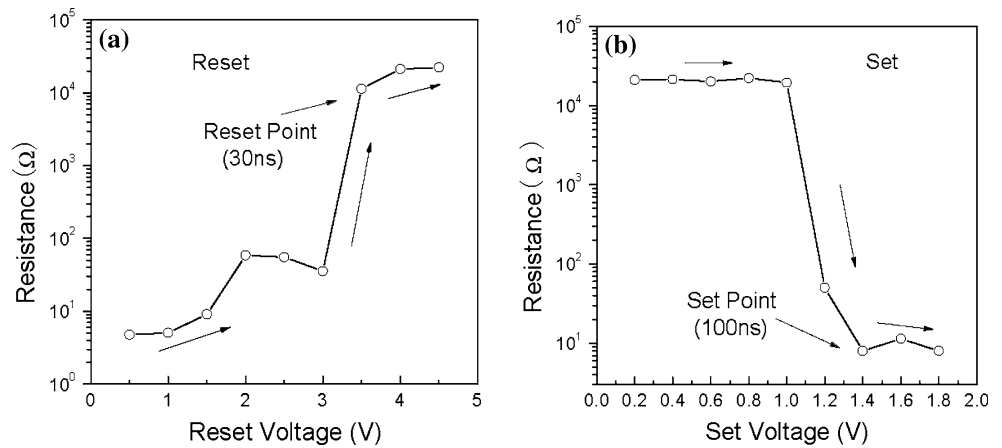 (a)
Reset
Reset Point
(30ns)
Resistance (Ω)
10^5
10^4
10^3
10^2
10^1
10^0
0 1 2 3 4 5
Reset Voltage (V)
(b)
Set
Set Point
(100ns)
Resistance (Ω)
10^5
10^4
10^3
10^2
10^1
0.0 0.2 0.4 0.6 0.8 1.0 1.2 1.4 1.6 1.8 2.0
Set Voltage (V)